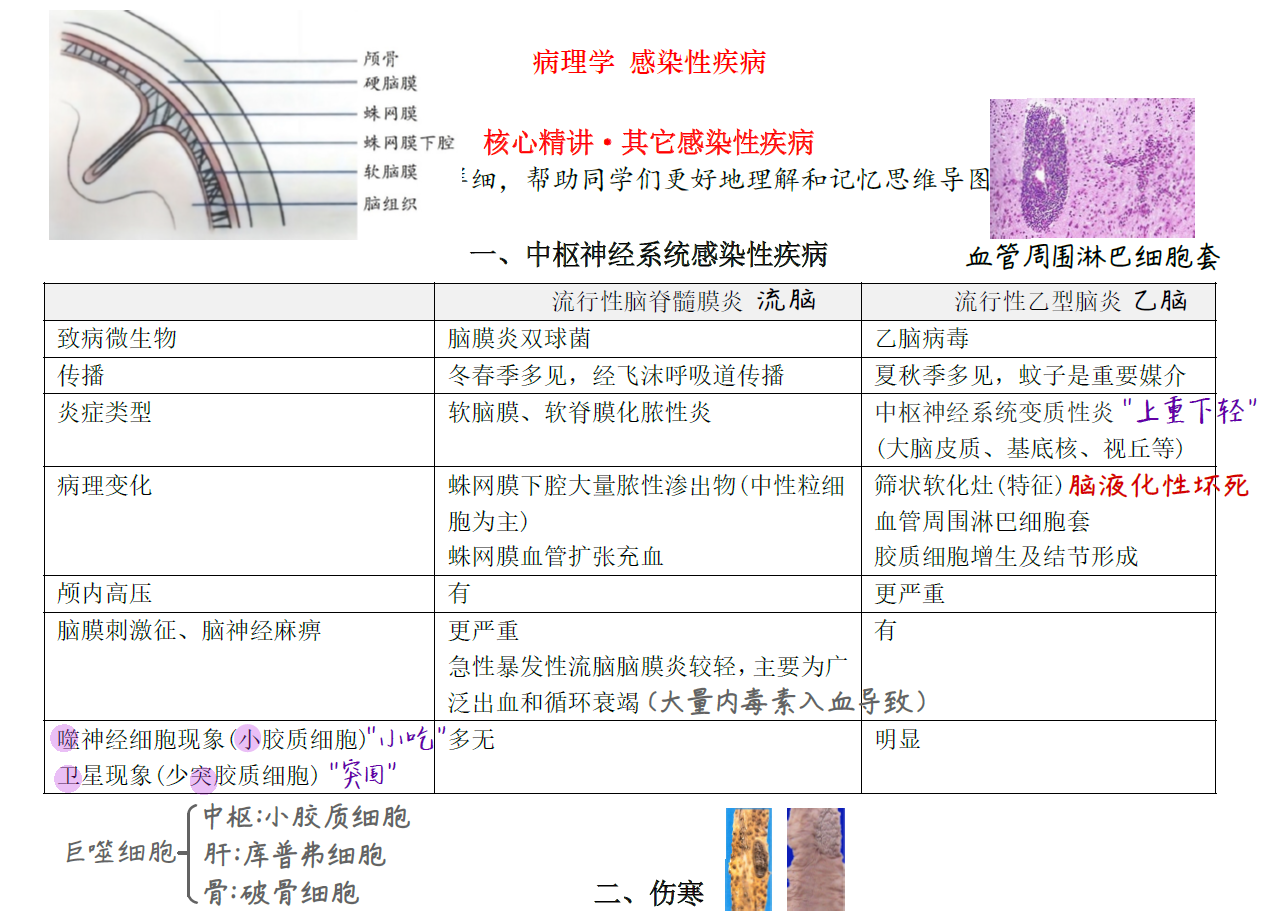 颅骨
硬脑膜
蛛网膜
蛛网膜下腔
软脑膜
脑组织
病理学 感染性疾病
核心精讲·其它感染性疾病
细，帮助同学们更好地理解和记忆思维导图
血管周围淋巴细胞套
一、中枢神经系统感染性疾病
流行性脑脊髓膜炎 流脑 流行性乙型脑炎 乙脑
致病微生物 脑膜炎双球菌 乙脑病毒
传播 冬春季多见，经飞沫呼吸道传播 夏秋季多见，蚊子是重要媒介
炎症类型 软脑膜、软脊膜化脓性炎 中枢神经系统变质性炎 "上重下轻"
(大脑皮质、基底核、视丘等)
病理变化 蛛网膜下腔大量脓性渗出物(中性粒细 筛状软化灶(特征) 脑液化性坏死
胞为主) 血管周围淋巴细胞套
蛛网膜血管扩张充血 胶质细胞增生及结节形成
颅内高压 有 更严重
脑膜刺激征、脑神经麻痹 更严重 有
急性暴发性流脑脑膜炎较轻，主要为广
泛出血和循环衰竭（大量内毒素入血导致）
噬神经细胞现象(小胶质细胞)"小吃" 多无 明显
卫星现象(少突胶质细胞) "突围"
巨噬细胞
中枢:小胶质细胞
肝:库普弗细胞
骨:破骨细胞
二、伤寒